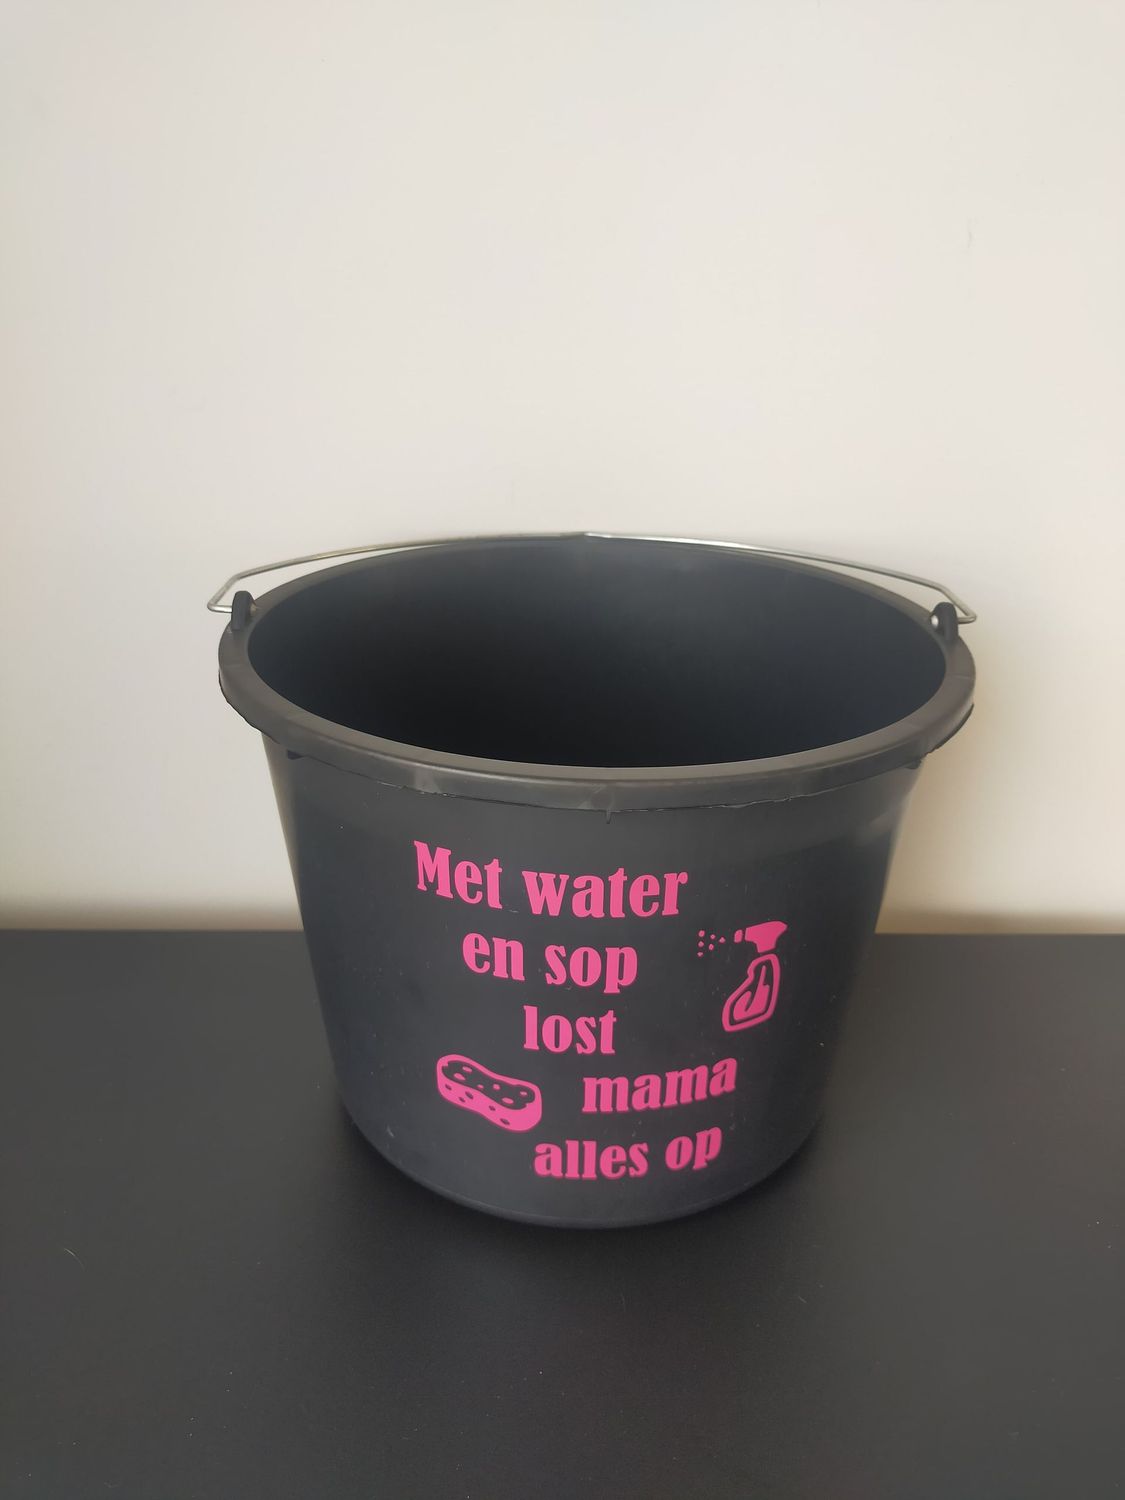 Met water
en sop
lost
mama
alles op